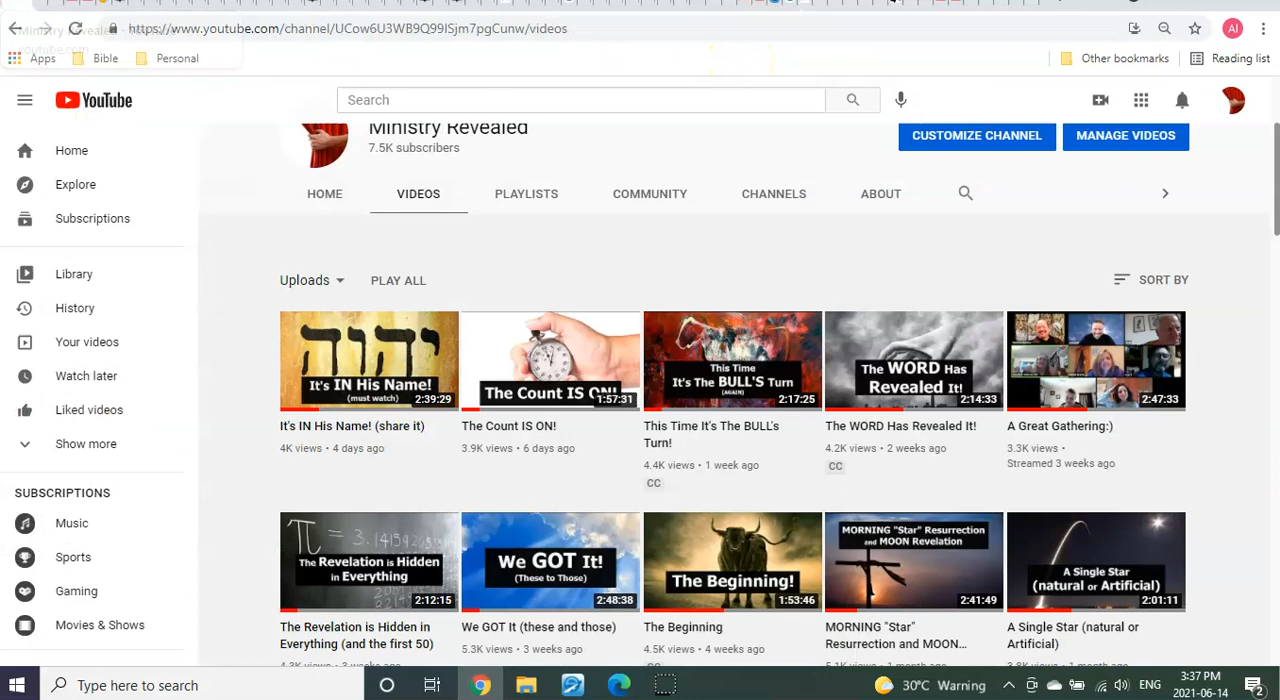 https://www.youtube.com/channel/UCow6U3WB9Q99ISjm7pgCunw/videos
Apps
Bible
Personal
Other bookmarks
Reading list
YouTube
Search
Home
Explore
Subscriptions
Library
History
Your videos
Watch later
Liked videos
Show more
SUBSCRIPTIONS
Music
Sports
Gaming
Movies & Shows
Ministry Revealed
7.5K subscribers
CUSTOMIZE CHANNEL
MANAGE VIDEOS
HOME
VIDEOS
PLAYLISTS
COMMUNITY
CHANNELS
ABOUT
Uploads
PLAY ALL
SORT BY
יהוה
It's IN His Name!
(must watch)
2:39:29
It's IN His Name! (share it)
4K views • 4 days ago
The Count IS ON!
1:57:31
The Count IS ON!
3.9K views • 6 days ago
This Time
It's The BULL'S Turn
(AGAIN)
2:17:25
This Time It's The BULL's
Turn!
4.4K views • 1 week ago
CC
The WORD Has
Revealed It!
2:14:33
The WORD Has Revealed It!
4.2K views • 2 weeks ago
CC
2:47:33
A Great Gathering:)
3.3K views •
Streamed 3 weeks ago
The Revelation is Hidden
in Everything
2:12:15
The Revelation is Hidden in
Everything (and the first 50)
We GOT It!
(These to Those)
2:48:38
We GOT It (these and those)
5.3K views • 3 weeks ago
The Beginning!
1:53:46
The Beginning
4.5K views • 4 weeks ago
MORNING "Star" Resurrection
and MOON Revelation
2:41:49
MORNING "Star"
Resurrection and MOON...
A Single Star
(natural or Artificial)
2:01:11
A Single Star (natural or
Artificial)
Type here to search
30°C Warning
ENG
3:37 PM
2021-06-14
2